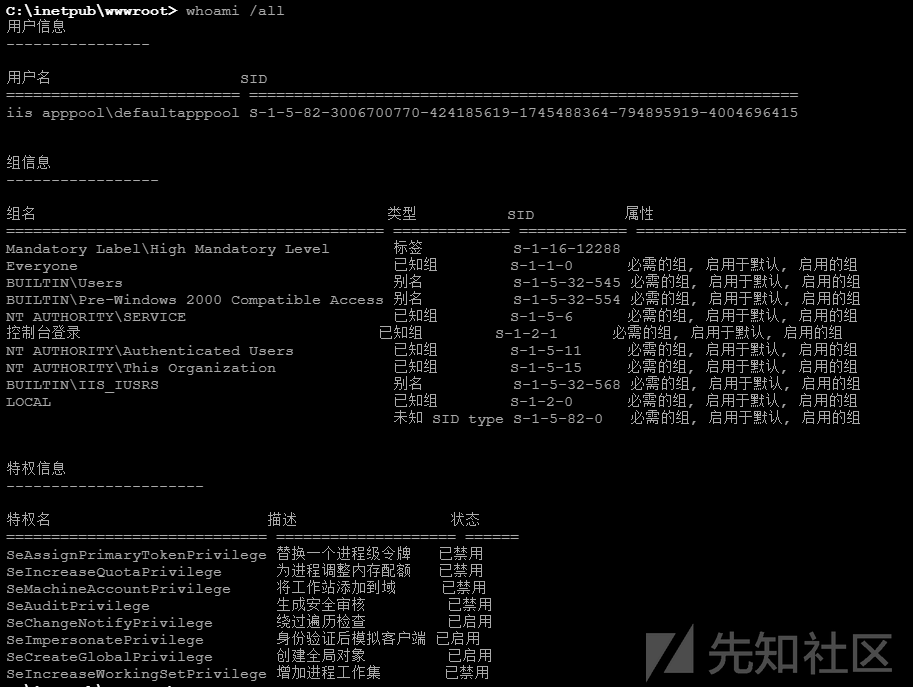 C:\inetpub\wwwroot> whoami /all
用户信息
----------------
用户名 SID
========================== ==============================================================
iis apppool\defaultapppool S-1-5-82-3006700770-424185619-1745488364-794895919-4004696415
组信息
-----------------
组名 类型 SID 属性
========================================== ============= ============ ==============================
Mandatory Label\High Mandatory Level 标签 S-1-16-12288
Everyone 已知组 S-1-1-0 必需的组, 启用于默认, 启用的组
BUILTIN\Users 别名 S-1-5-32-545 必需的组, 启用于默认, 启用的组
BUILTIN\Pre-Windows 2000 Compatible Access 别名 S-1-5-32-554 必需的组, 启用于默认, 启用的组
NT AUTHORITY\SERVICE 已知组 S-1-5-6 必需的组, 启用于默认, 启用的组
控制台登录 已知组 S-1-2-1 必需的组, 启用于默认, 启用的组
NT AUTHORITY\Authenticated Users 已知组 S-1-5-11 必需的组, 启用于默认, 启用的组
NT AUTHORITY\This Organization 已知组 S-1-5-15 必需的组, 启用于默认, 启用的组
BUILTIN\IIS_IUSRS 别名 S-1-5-32-568 必需的组, 启用于默认, 启用的组
LOCAL 已知组 S-1-2-0 必需的组, 启用于默认, 启用的组
未知 SID type S-1-5-82-0 必需的组, 启用于默认, 启用的组
特权信息
----------------------
特权名 描述 状态
============================= ==================== ======
SeAssignPrimaryTokenPrivilege 替换一个进程级令牌 已禁用
SeIncreaseQuotaPrivilege 为进程调整内存配额 已禁用
SeMachineAccountPrivilege 将工作站添加到域 已禁用
SeAuditPrivilege 生成安全审核 已禁用
SeChangeNotifyPrivilege 绕过遍历检查 已启用
SeImpersonatePrivilege 身份验证后模拟客户端 已启用
SeCreateGlobalPrivilege 创建全局对象 已启用
SeIncreaseWorkingSetPrivilege 增加进程工作集 已禁用
先知社区